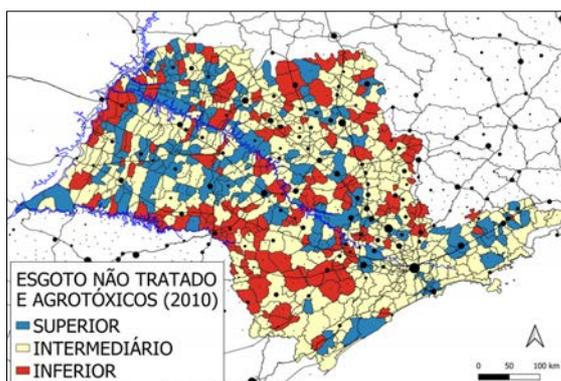 ESGOTO NÃO TRATADO
E AGROTÓXICOS (2010)
SUPERIOR
INTERMEDIÁRIO
INFERIOR
0 50 100 km